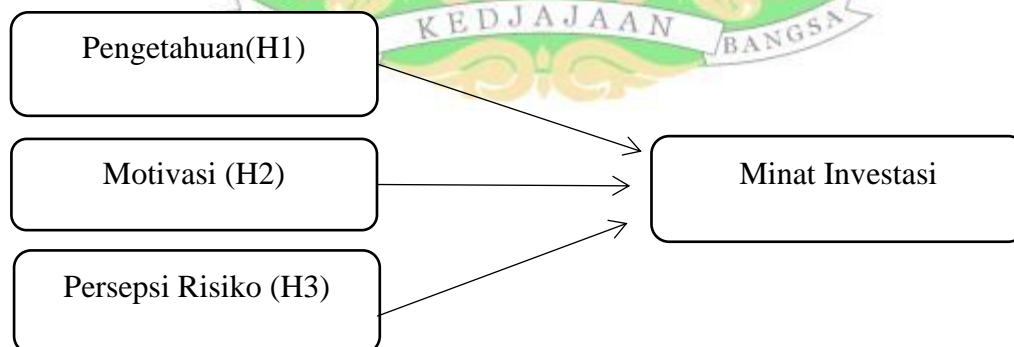 KEDJAJAAN BANGSA
Pengetahuan(H1)
Motivasi (H2)
Minat Investasi
Persepsi Risiko (H3)